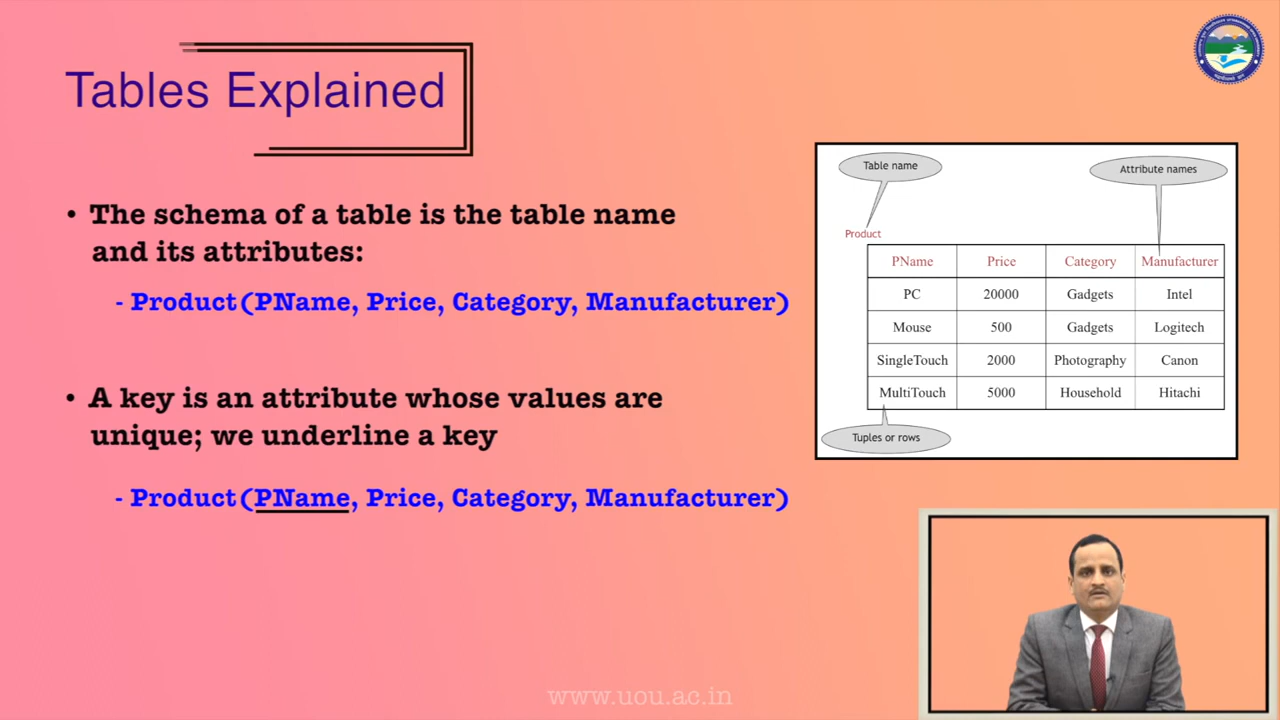 Tables Explained
• The schema of a table is the table name
and its attributes:
- Product(PName, Price, Category, Manufacturer)
• A key is an attribute whose values are
unique; we underline a key
- Product(PName, Price, Category, Manufacturer)
Table name
Attribute names
Product
PName Price Category Manufacturer
PC 20000 Gadgets Intel
Mouse 500 Gadgets Logitech
SingleTouch 2000 Photography Canon
MultiTouch 5000 Household Hitachi
Tuples or rows
www.uou.ac.in